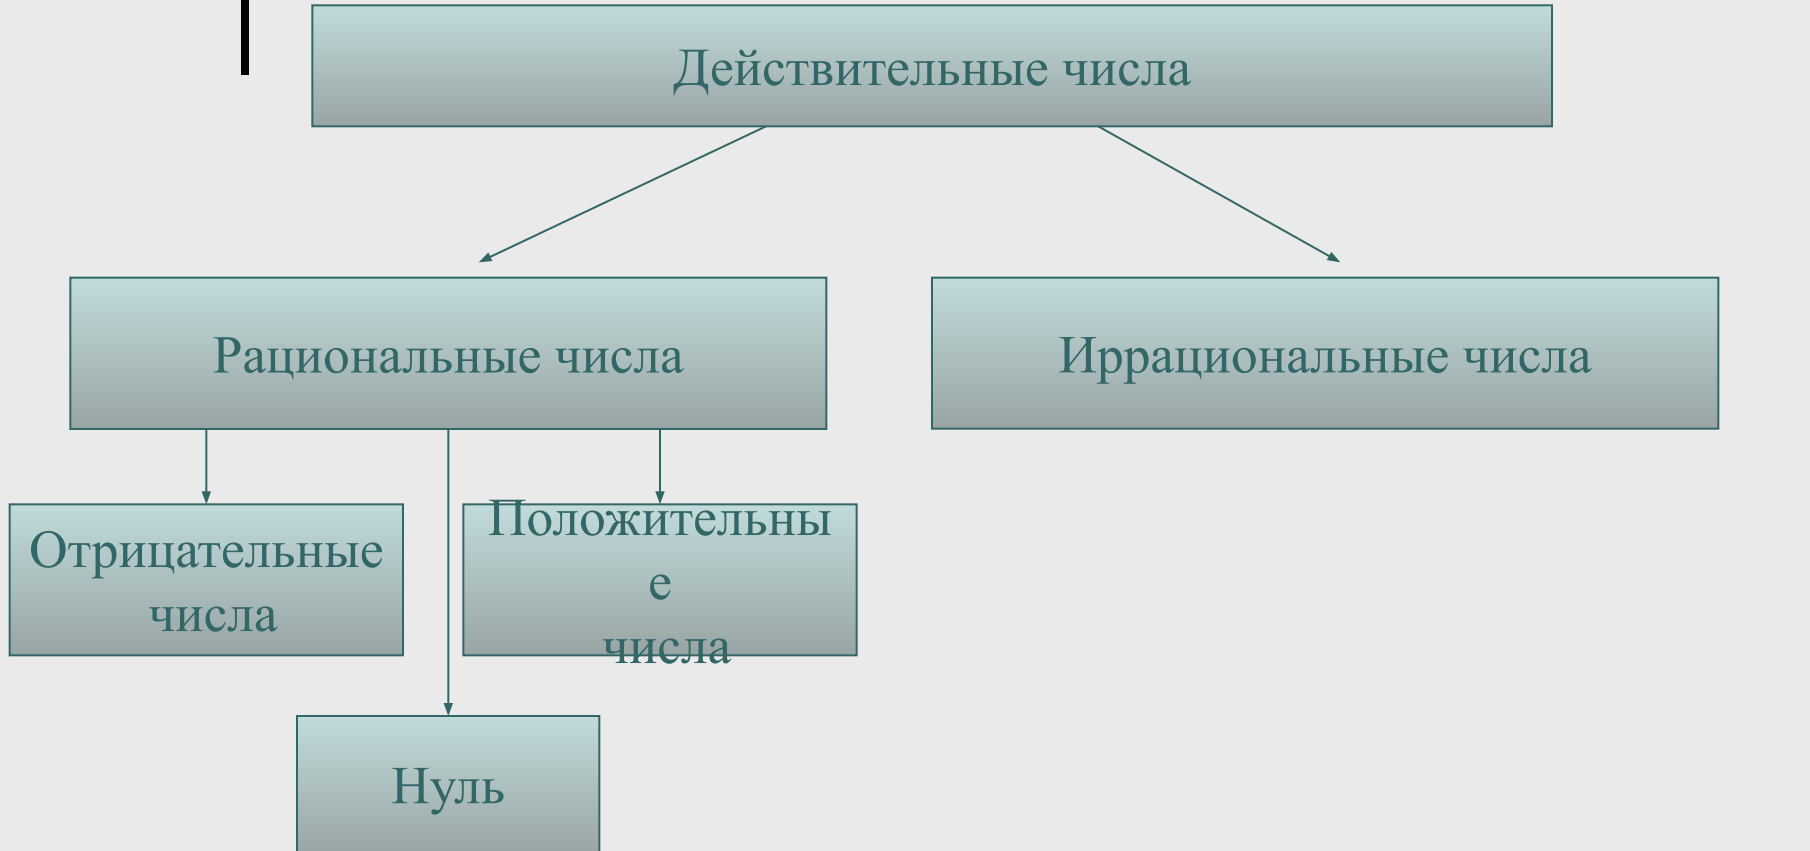 Действительные числа
Рациональные числа
Иррациональные числа
Отрицательные
числа
Положительны
е
числа
Нуль